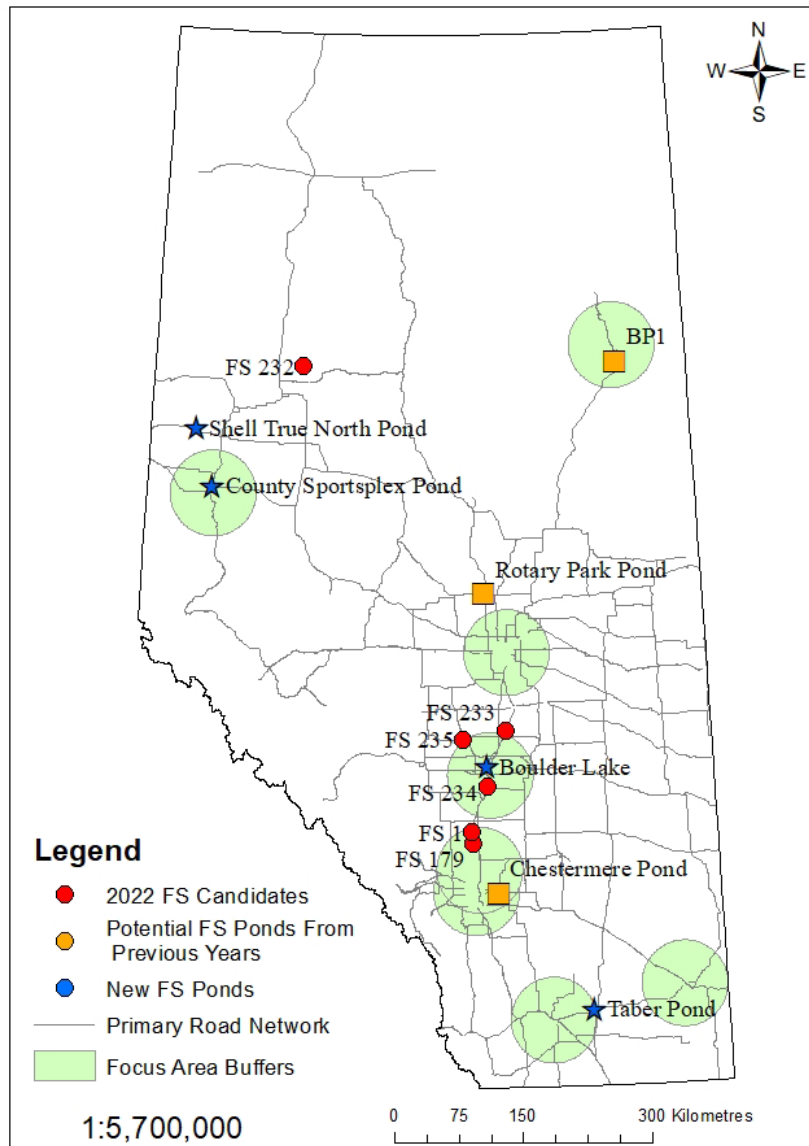 N
W E
S
BP1
FS 232
Shell True North Pond
County Sportsplex Pond
Rotary Park Pond
FS 233
FS 235
Boulder Lake
FS 234
FS 1
FS 179
Chestermere Pond
Taber Pond
Legend
2022 FS Candidates
Potential FS Ponds From
Previous Years
New FS Ponds
Primary Road Network
Focus Area Buffers
1:5,700,000
0 75 150 300 Kilometres